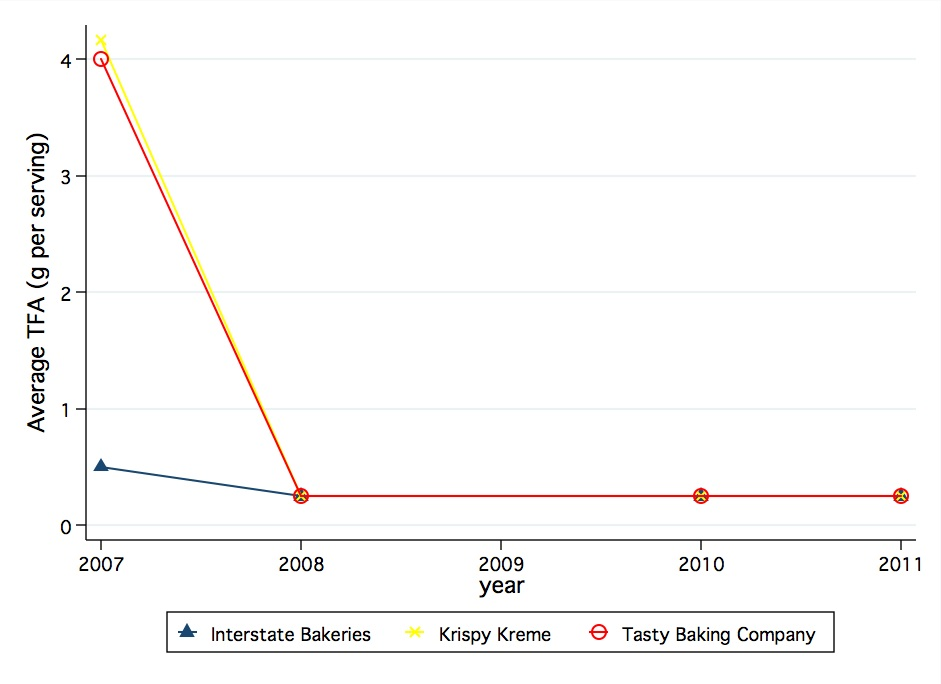 Average TFA (g per serving)
4
3
2
1
0
2007 2008 2009 2010 2011
year
Interstate Bakeries Krispy Kreme Tasty Baking Company